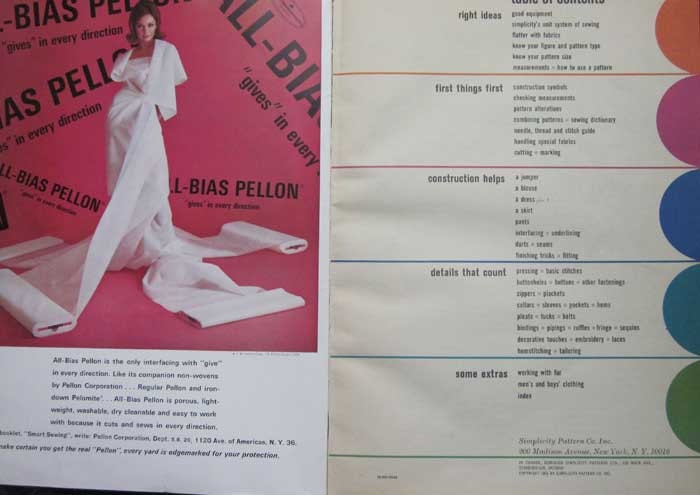 ALL-BIAS PELLON
"gives" in every direction
ALL-BIAS
"gives" in every
AS PELLON
in every direction
ALL-BIAS PELLON
"gives" in every direction
LL-BIAS PELLON®
"gives" in every direction
All-Bias Pellon is the only interfacing with "give"
in every direction. Like its companion non-wovens
by Pellon Corporation . . . Regular Pellon and iron-
down Pelomite® . . . All-Bias Pellon is porous, light-
weight, washable, dry cleanable and easy to work
with because it cuts and sews in every direction.
booklet, "Smart Sewing", write: Pellon Corporation, Dept. 1120 Ave. of Americas, N. Y. 36.
make certain you get the real "Pellon", every yard is edgemarked for your protection.
table of contents
right ideas
good equipment
simplicity's unit system of sewing
flatter with fabrics
know your figure and pattern type
know your pattern size
measurements • how to use a pattern
first things first
construction symbols
checking measurements
pattern alterations
combining patterns • sewing dictionary
needle, thread and stitch guide
handling special fabrics
cutting • marking
construction helps
a jumper
a blouse
a dress
a skirt
pants
interfacing • underlining
darts • seams
finishing tricks • fitting
details that count
pressing • basic stitches
buttonholes • buttons • other fastenings
zippers • plackets
collars • sleeves • pockets • hems
pleats • tucks • belts
bindings • pipings • ruffles • fringe • sequins
decorative touches • embroidery • laces
hemstitching • tailoring
some extras
working with fur
men's and boys' clothing
index
Simplicity Pattern Co. Inc.
200 Madison Avenue, New York, N. Y. 10016